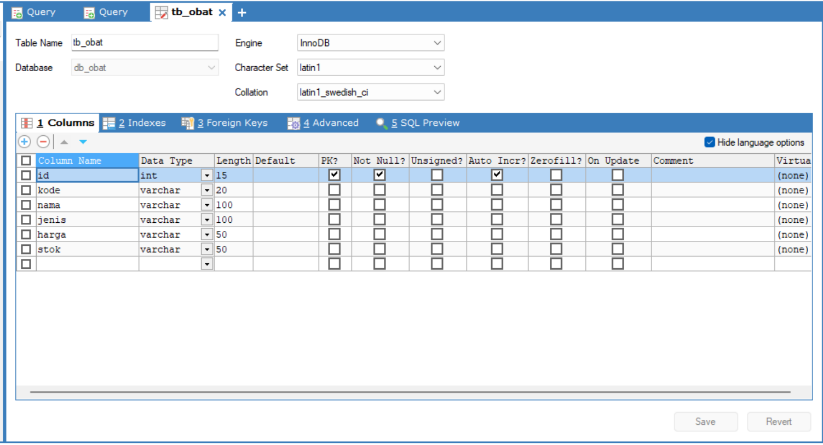 Query Query tb_obat × +
Table Name tb_obat Engine InnoDB
Database db_obat Character Set latin1
Collation latin1_swedish_ci
1 Columns 2 Indexes 3 Foreign Keys 4 Advanced 5 SQL Preview
Hide language options
Column Name Data Type Length Default PK? Not Null? Unsigned? Auto Incr? Zerofill? On Update Comment Virtua
id int 15 (none)
kode varchar 20 (none)
nama varchar 100 (none)
jenis varchar 100 (none)
harga varchar 50 (none)
stok varchar 50 (none)
Save Revert